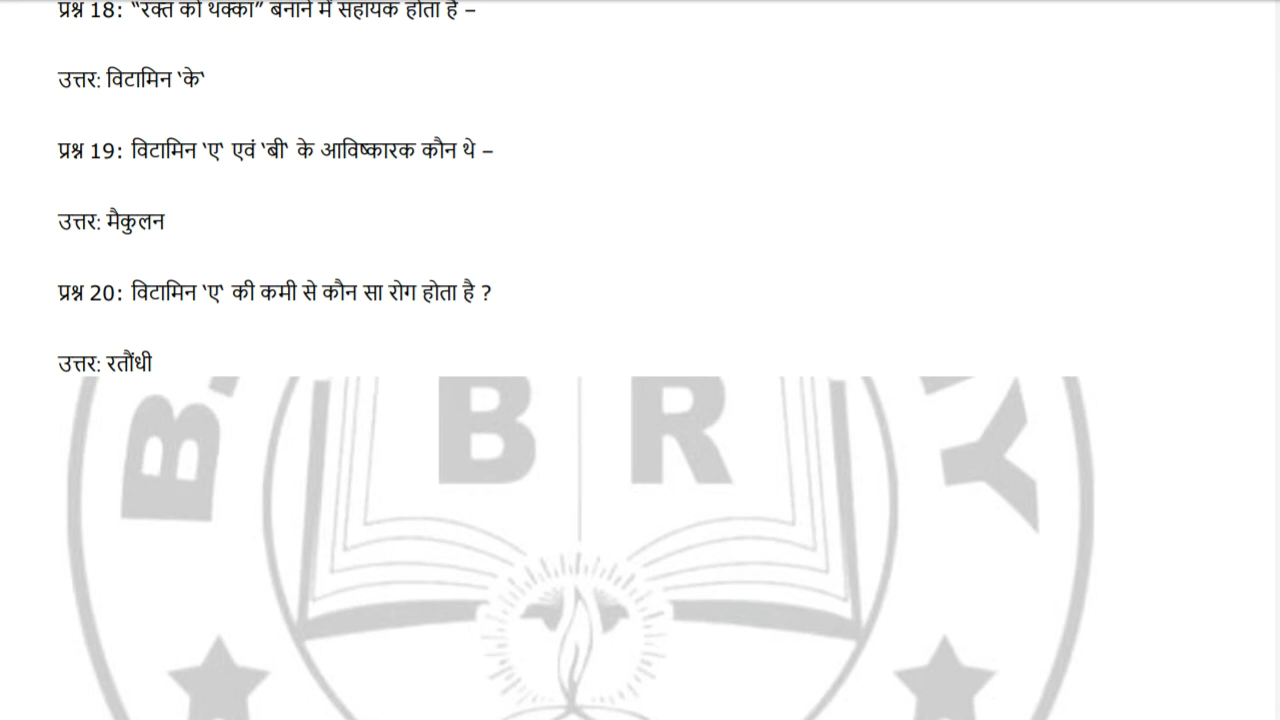 प्रश्न 18: “रक्त का थक्का” बनाने में सहायक होता है –
उत्तर: विटामिन ‛के‛
प्रश्न 19: विटामिन ‛ए‛ एवं ‛बी‛ के आविष्कारक कौन थे –
उत्तर: मैकुलन
प्रश्न 20: विटामिन ‛ए‛ की कमी से कौन सा रोग होता है ?
उत्तर: रतौंधी
B
B R
Y